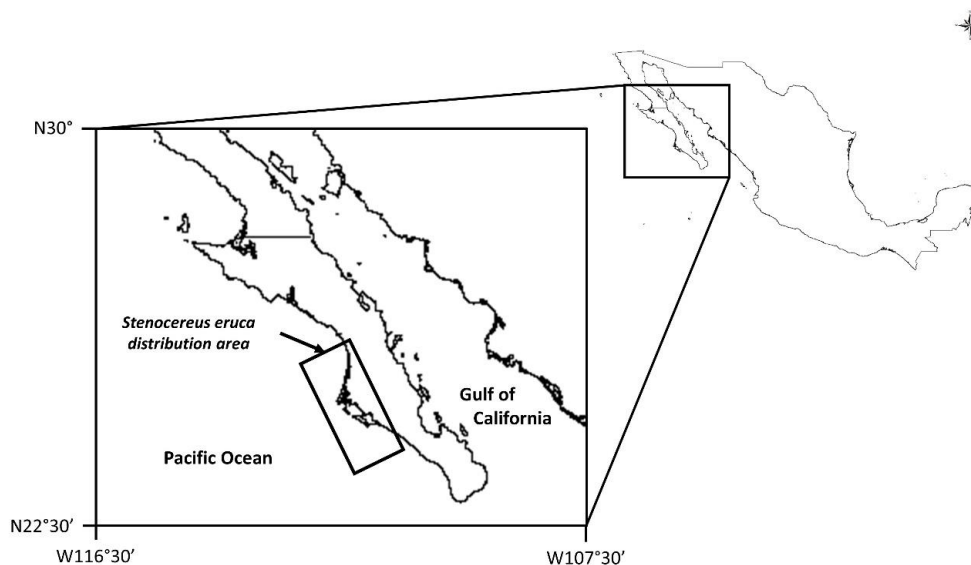 N30°
Stenocereus eruca
distribution area
Gulf of
California
Pacific Ocean
N22°30’
W116°30’
W107°30’